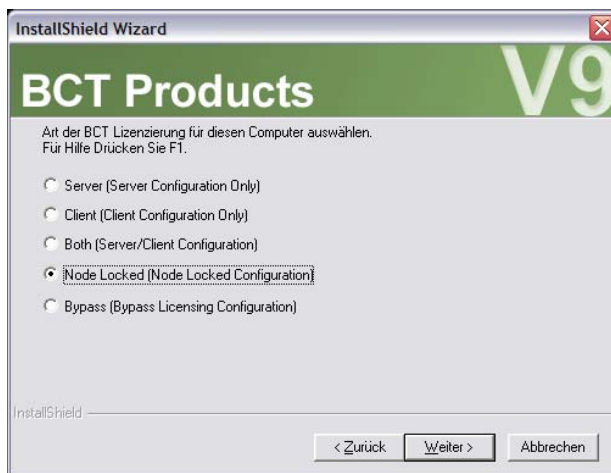 InstallShield Wizard
BCT Products V9
Art der BCT Lizenzierung für diesen Computer auswählen.
Für Hilfe Drücken Sie F1.
Server (Server Configuration Only)
Client (Client Configuration Only)
Both (Server/Client Configuration)
Node Locked (Node Locked Configuration)
Bypass (Bypass Licensing Configuration)
InstallShield
< Zurück Weiter > Abbrechen